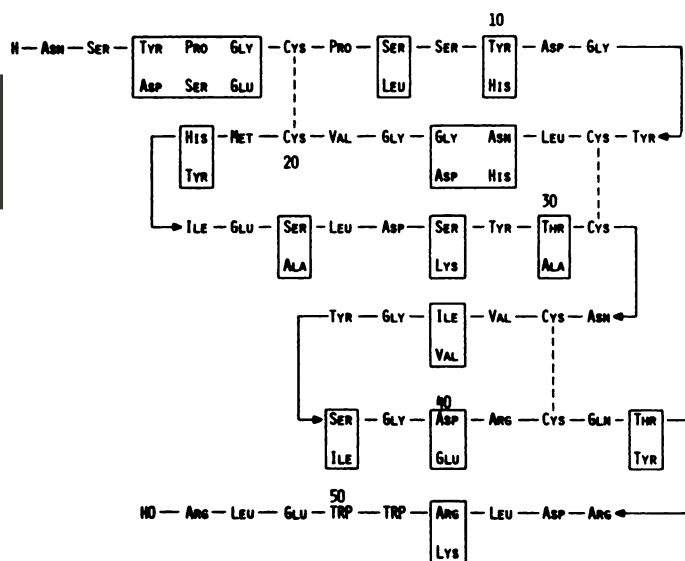 10
H — ASN — SER — TYR PRO GLY — CYS — PRO — SER — SER — TYR — ASP — GLY
ASP SER GLU LEU HIS
HIS — MET — CYS — VAL — GLY — GLY ASN — LEU — CYS — TYR
TYR 20 ASP HIS
30
ILE — GLU — SER — LEU — ASP — SER — TYR — THR — CYS
ALA LYS ALA
TYR — GLY — ILE — VAL — CYS — ASN
VAL
40
SER — GLY — ASP — ARG — CYS — GLN — THR
ILE GLU TYR
50
HO — ARG — LEU — GLU — TRP — TRP — ARG — LEU — ASP — ARG
LYS